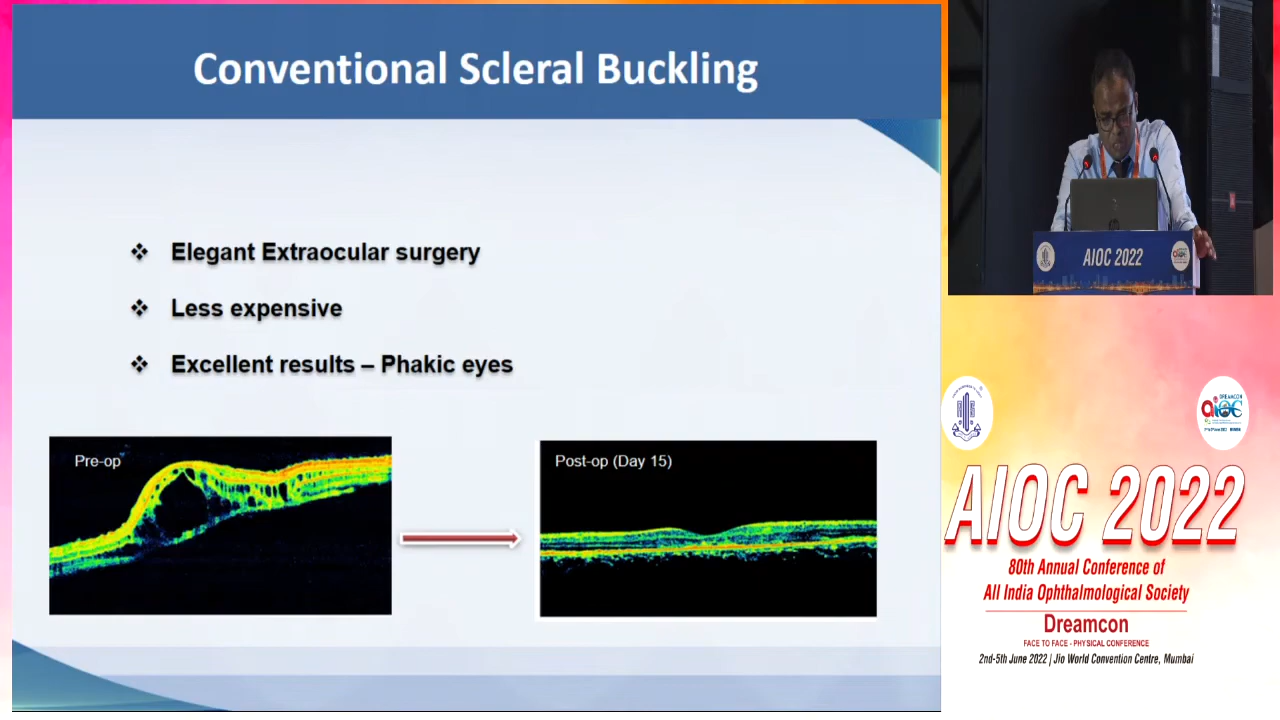 Conventional Scleral Buckling
❖ Elegant Extraocular surgery
❖ Less expensive
❖ Excellent results – Phakic eyes
Pre-op
Post-op (Day 15)
AIOC 2022
DREAMCON
aioc
AIOC 2022
80th Annual Conference of
All India Ophthalmological Society
Dreamcon
FACE TO FACE - PHYSICAL CONFERENCE
2nd-5th June 2022 | Jio World Convention Centre, Mumbai